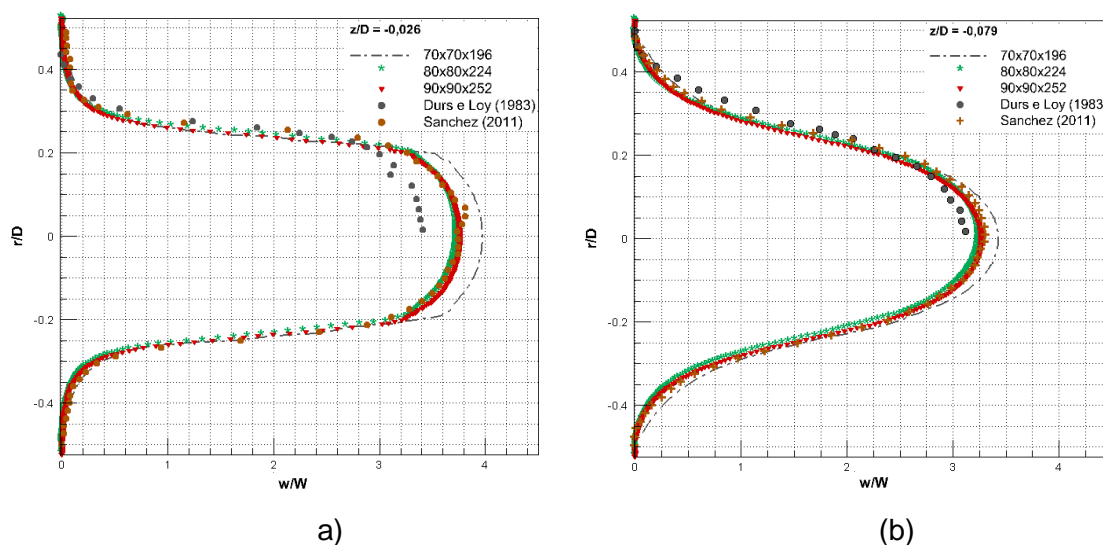 z/D = -0,026
70x70x196
80x80x224
90x90x252
Durs e Loy (1983)
Sanchez (2011)
0.4
0.2
0
-0.2
-0.4
r/D
0 1 2 3 4
w/W
a)
z/D = -0,079
70x70x196
80x80x224
90x90x252
Durs e Loy (1983)
Sanchez (2011)
0.4
0.2
0
-0.2
-0.4
r/D
0 1 2 3 4
w/W
(b)